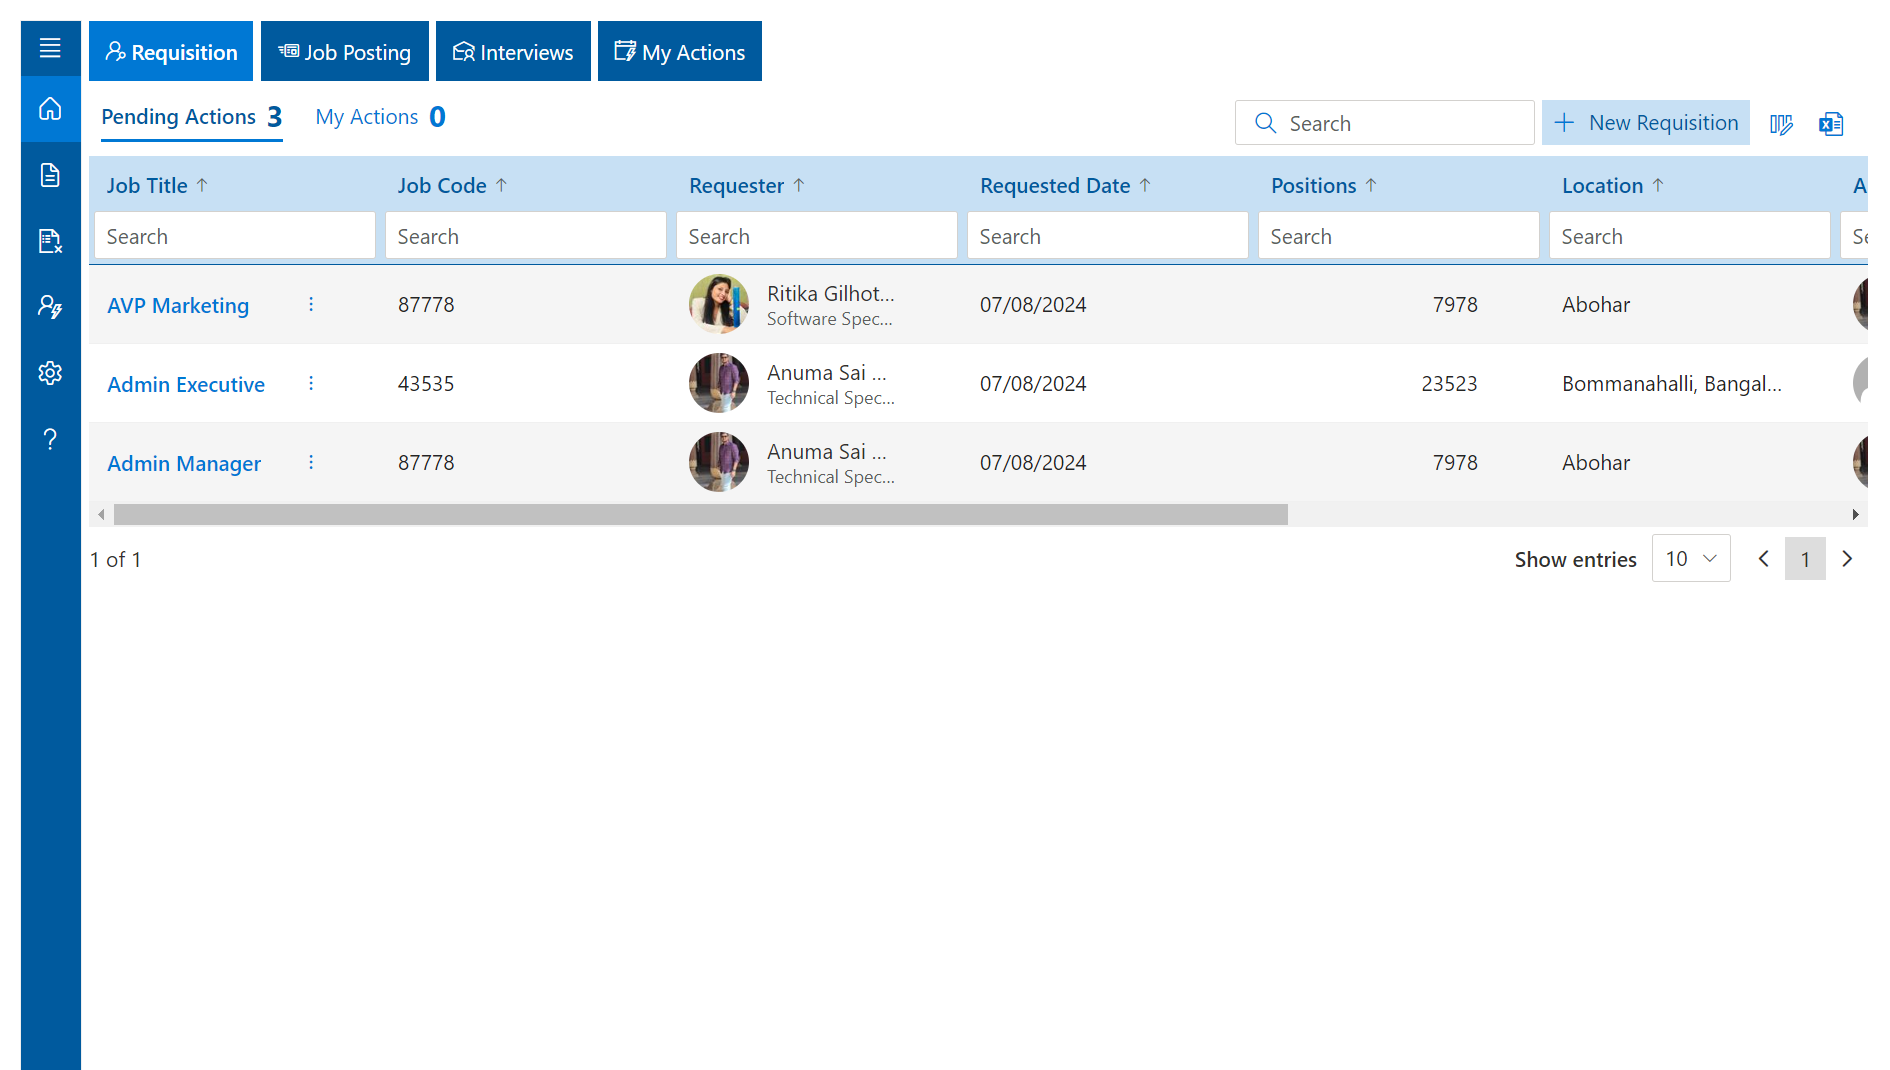 Requisition Job Posting Interviews My Actions
Pending Actions 3 My Actions 0 Search + New Requisition
Job Title ↑ Job Code ↑ Requester ↑ Requested Date ↑ Positions ↑ Location ↑ A
Search Search Search Search Search Search Se
AVP Marketing 87778 Ritika Gilhot... 07/08/2024 7978 Abohar
Software Spec...
Admin Executive 43535 Anuma Sai ... 07/08/2024 23523 Bommanahalli, Bangal...
Technical Spec...
Admin Manager 87778 Anuma Sai ... 07/08/2024 7978 Abohar
Technical Spec...
1 of 1 Show entries 10 1